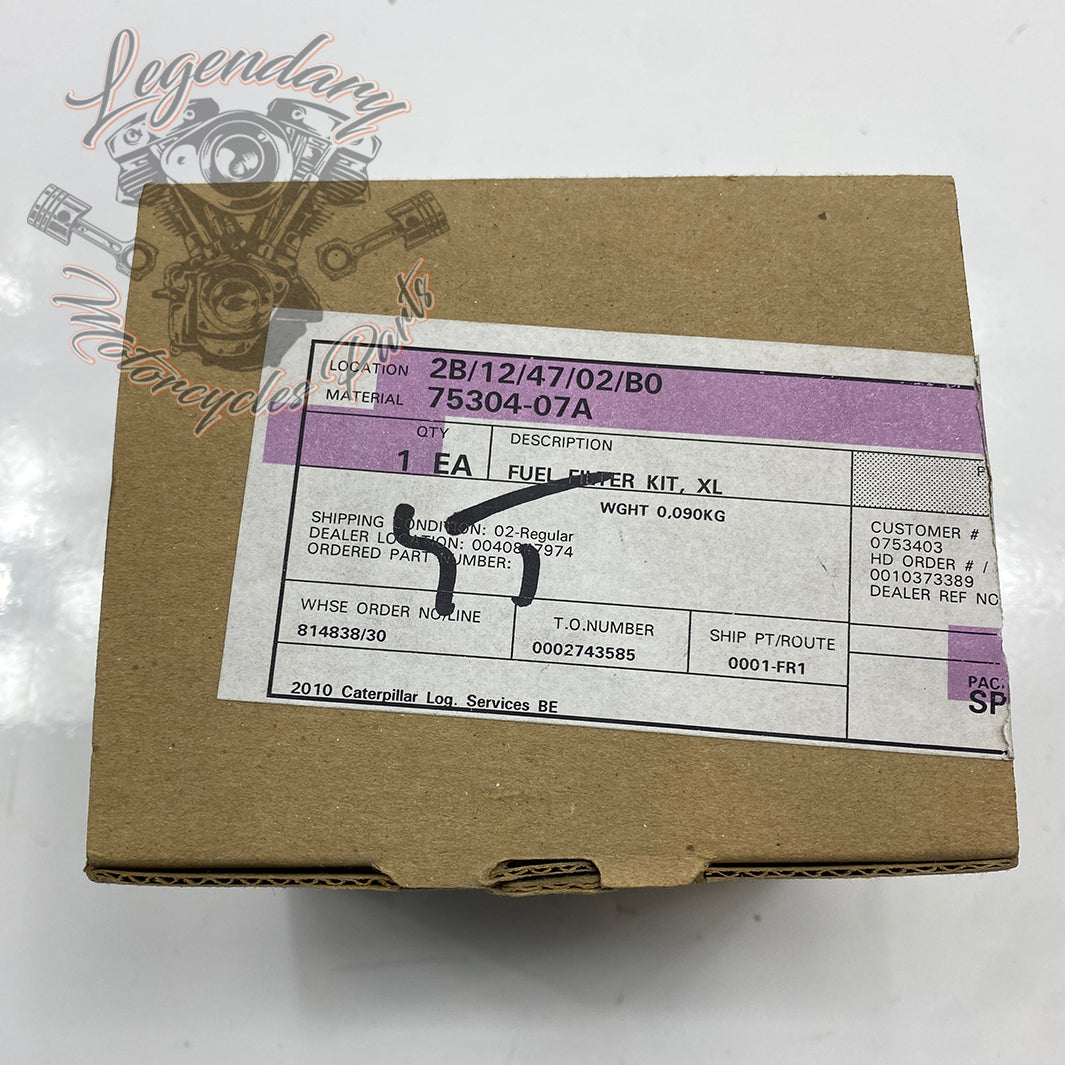 Legendary
Motorcycles Parts
LOCATION 2B/12/47/02/B0
MATERIAL 75304-07A
QTY
1 EA
DESCRIPTION
FUEL FILTER KIT, XL
WGHT 0,090KG
SHIPPING CONDITION: 02-Regular
DEALER LOCATION:
ORDERED PART NUMBER:
CUSTOMER #
0753403
HD ORDER # /
0010373389
DEALER REF NO
WHSE ORDER NO/LINE
814838/30
T.O.NUMBER
0002743585
SHIP PT/ROUTE
0001-FR1
PAC
SP
2010 Caterpillar Log. Services BE